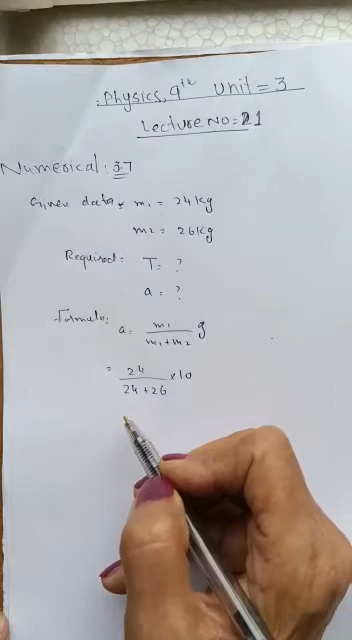 :Physics, 9th Unit = 3
Lecture No: 21
Numerical: 3.7
Given data: m1 = 24kg
m2 = 26kg
Required: T = ?
a = ?
Formula: a = m1 / m1 + m2 g
= 24 / 24 + 26 × 10